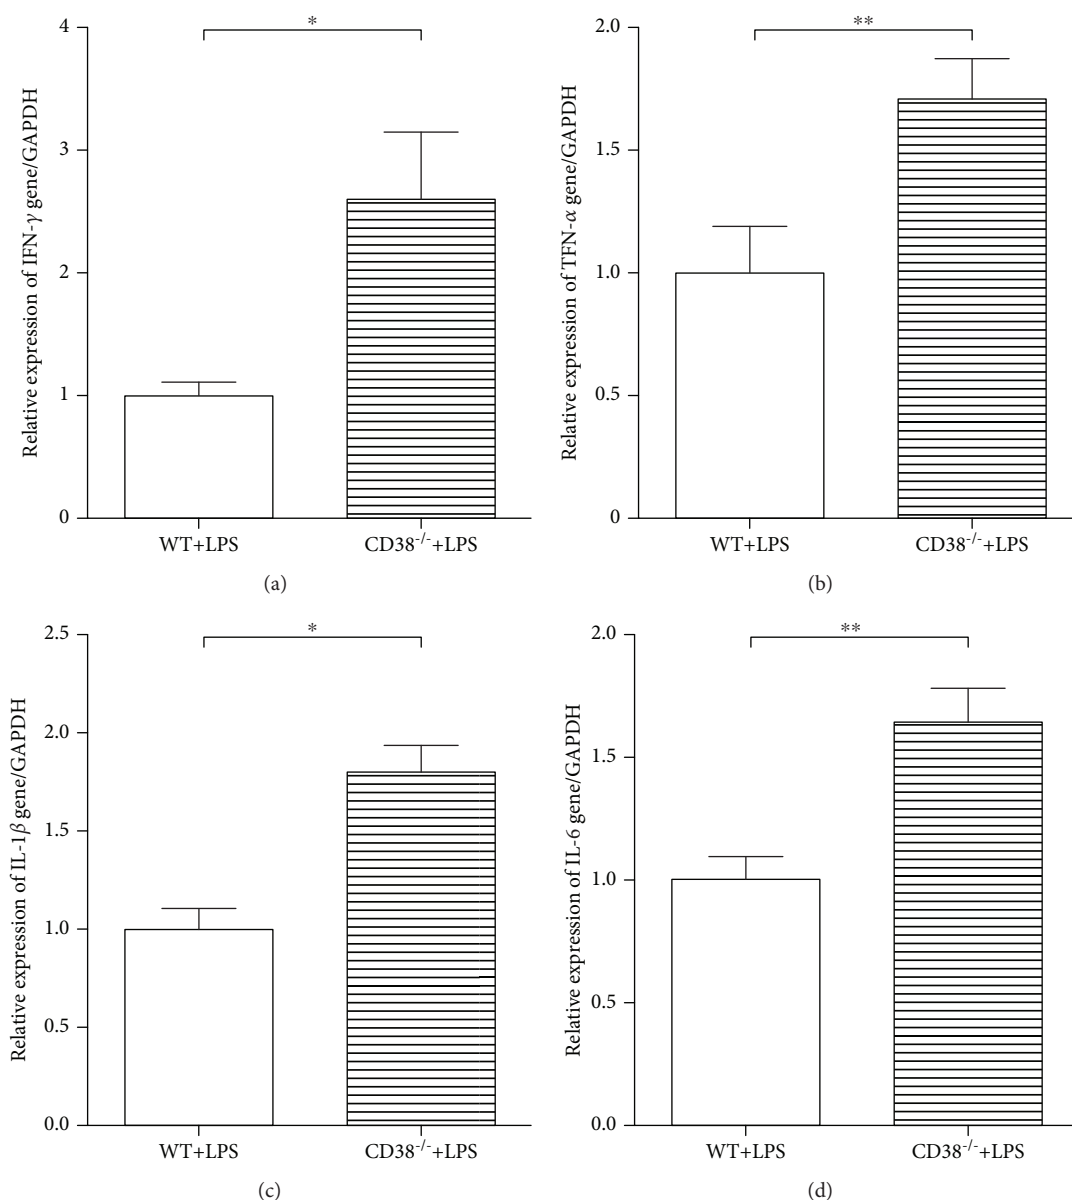 Relative expression of IFN-γ gene/GAPDH
4
3
2
1
0
*
WT+LPS
CD38-/-+LPS
(a)
Relative expression of TFN-α gene/GAPDH
2.0
1.5
1.0
0.5
0
**
WT+LPS
CD38-/-+LPS
(b)
Relative expression of IL-1β gene/GAPDH
2.5
2.0
1.5
1.0
0.5
0.0
*
WT+LPS
CD38-/-+LPS
(c)
Relative expression of IL-6 gene/GAPDH
2.0
1.5
1.0
0.5
0.0
**
WT+LPS
CD38-/-+LPS
(d)